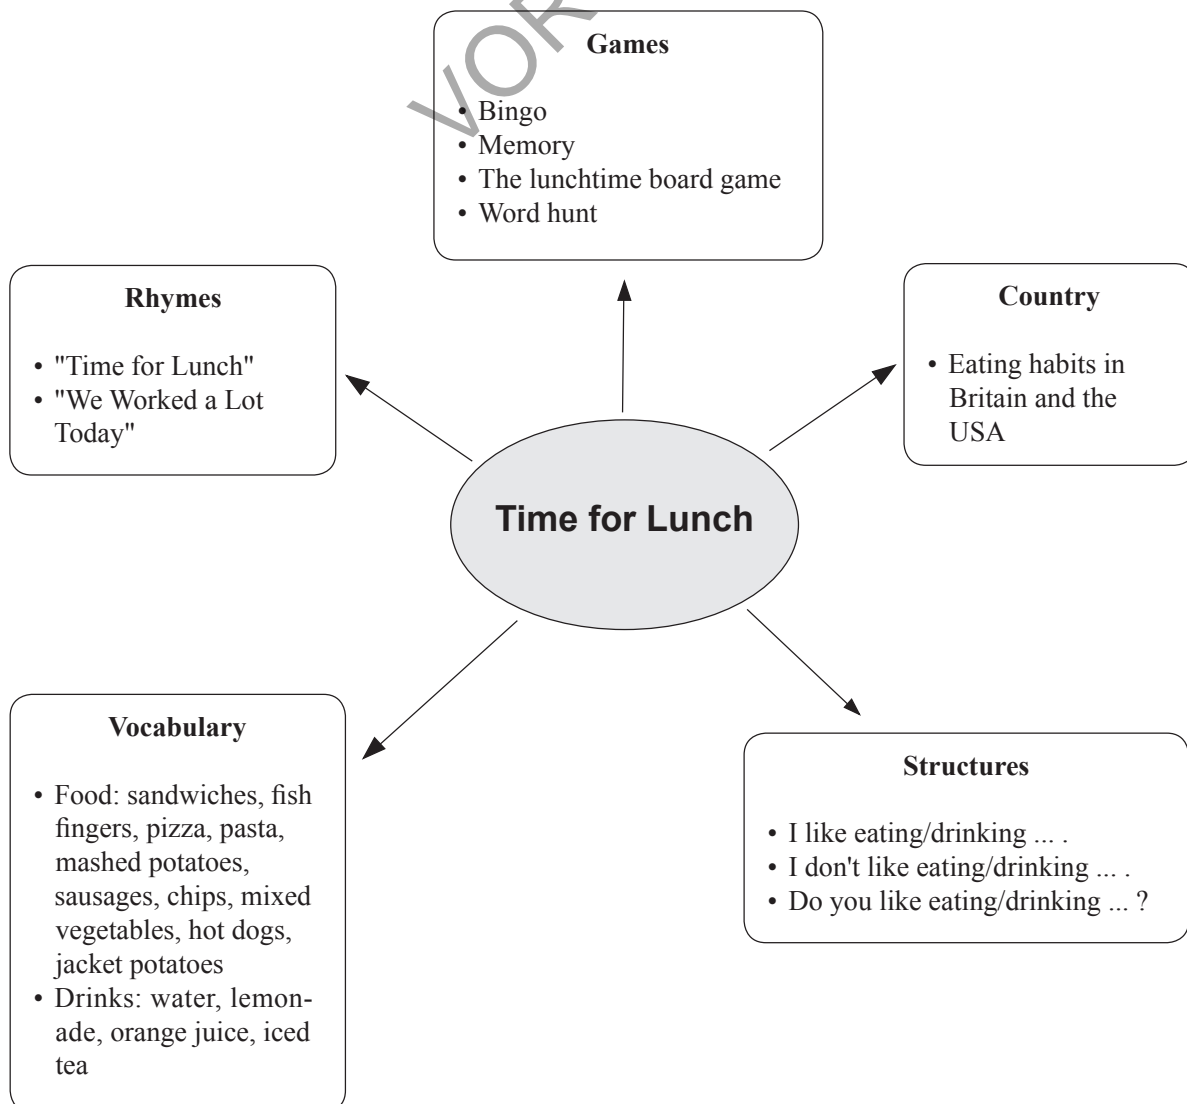 VOR
Games
• Bingo
• Memory
• The lunchtime board game
• Word hunt
Rhymes
• "Time for Lunch"
• "We Worked a Lot
Today"
Country
• Eating habits in
Britain and the
USA
Time for Lunch
Vocabulary
• Food: sandwiches, fish
fingers, pizza, pasta,
mashed potatoes,
sausages, chips, mixed
vegetables, hot dogs,
jacket potatoes
• Drinks: water, lemon-
ade, orange juice, iced
tea
Structures
• I like eating/drinking ... .
• I don't like eating/drinking ... .
• Do you like eating/drinking ... ?